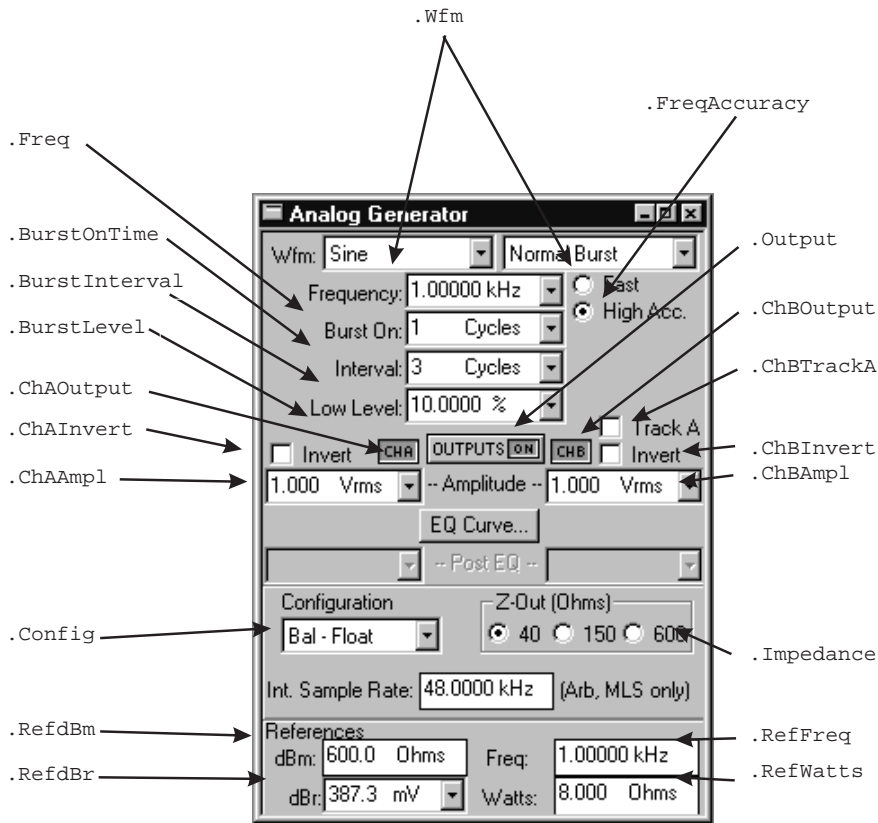 .Wfm
.FreqAccuracy
.Freq
Analog Generator
.BurstOnTime
.Output
Wfm: Sine Normal Burst
.BurstInterval
Frequency: 1.00000 kHz Fast
.ChBOutput
High Acc.
.BurstLevel
Burst On: 1 Cycles
Interval: 3 Cycles
.ChBTrackA
.ChAOutput
Low Level: 10.0000 %
Track A
.ChAInvert
Invert CHA OUTPUTS ON CHB Invert
.ChBInvert
.ChAAmpl
1.000 Vrms -- Amplitude -- 1.000 Vrms
.ChBAmpl
EQ Curve...
-- Post EQ --
Configuration Z-Out (Ohms)
.Config
Bal - Float 40 150 600
.Impedance
Int. Sample Rate: 48.0000 kHz (Arb, MLS only)
.RefdBm
References
.RefFreq
dBm: 600.0 Ohms Freq: 1.00000 kHz
.RefdBr
.RefWatts
dBr: 387.3 mV Watts: 8.000 Ohms